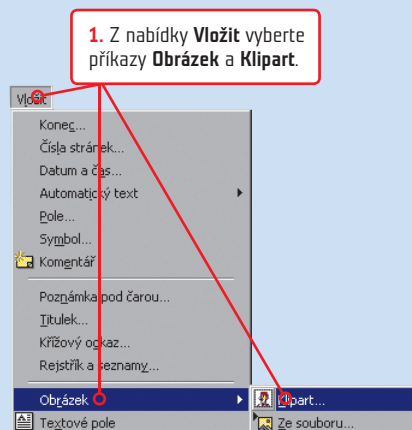 1. Z nabídky Vložit vyberte
příkazy Obrázek a Klipart.
Vložit
Konec...
Čísla stránek...
Datum a čas...
Automatický text
Pole...
Symbol...
Komentář
Poznámka pod čarou...
Titulek...
Křížový odkaz...
Rejstřík a seznamy...
Obrázek
Klipart...
Textové pole
Ze souboru...